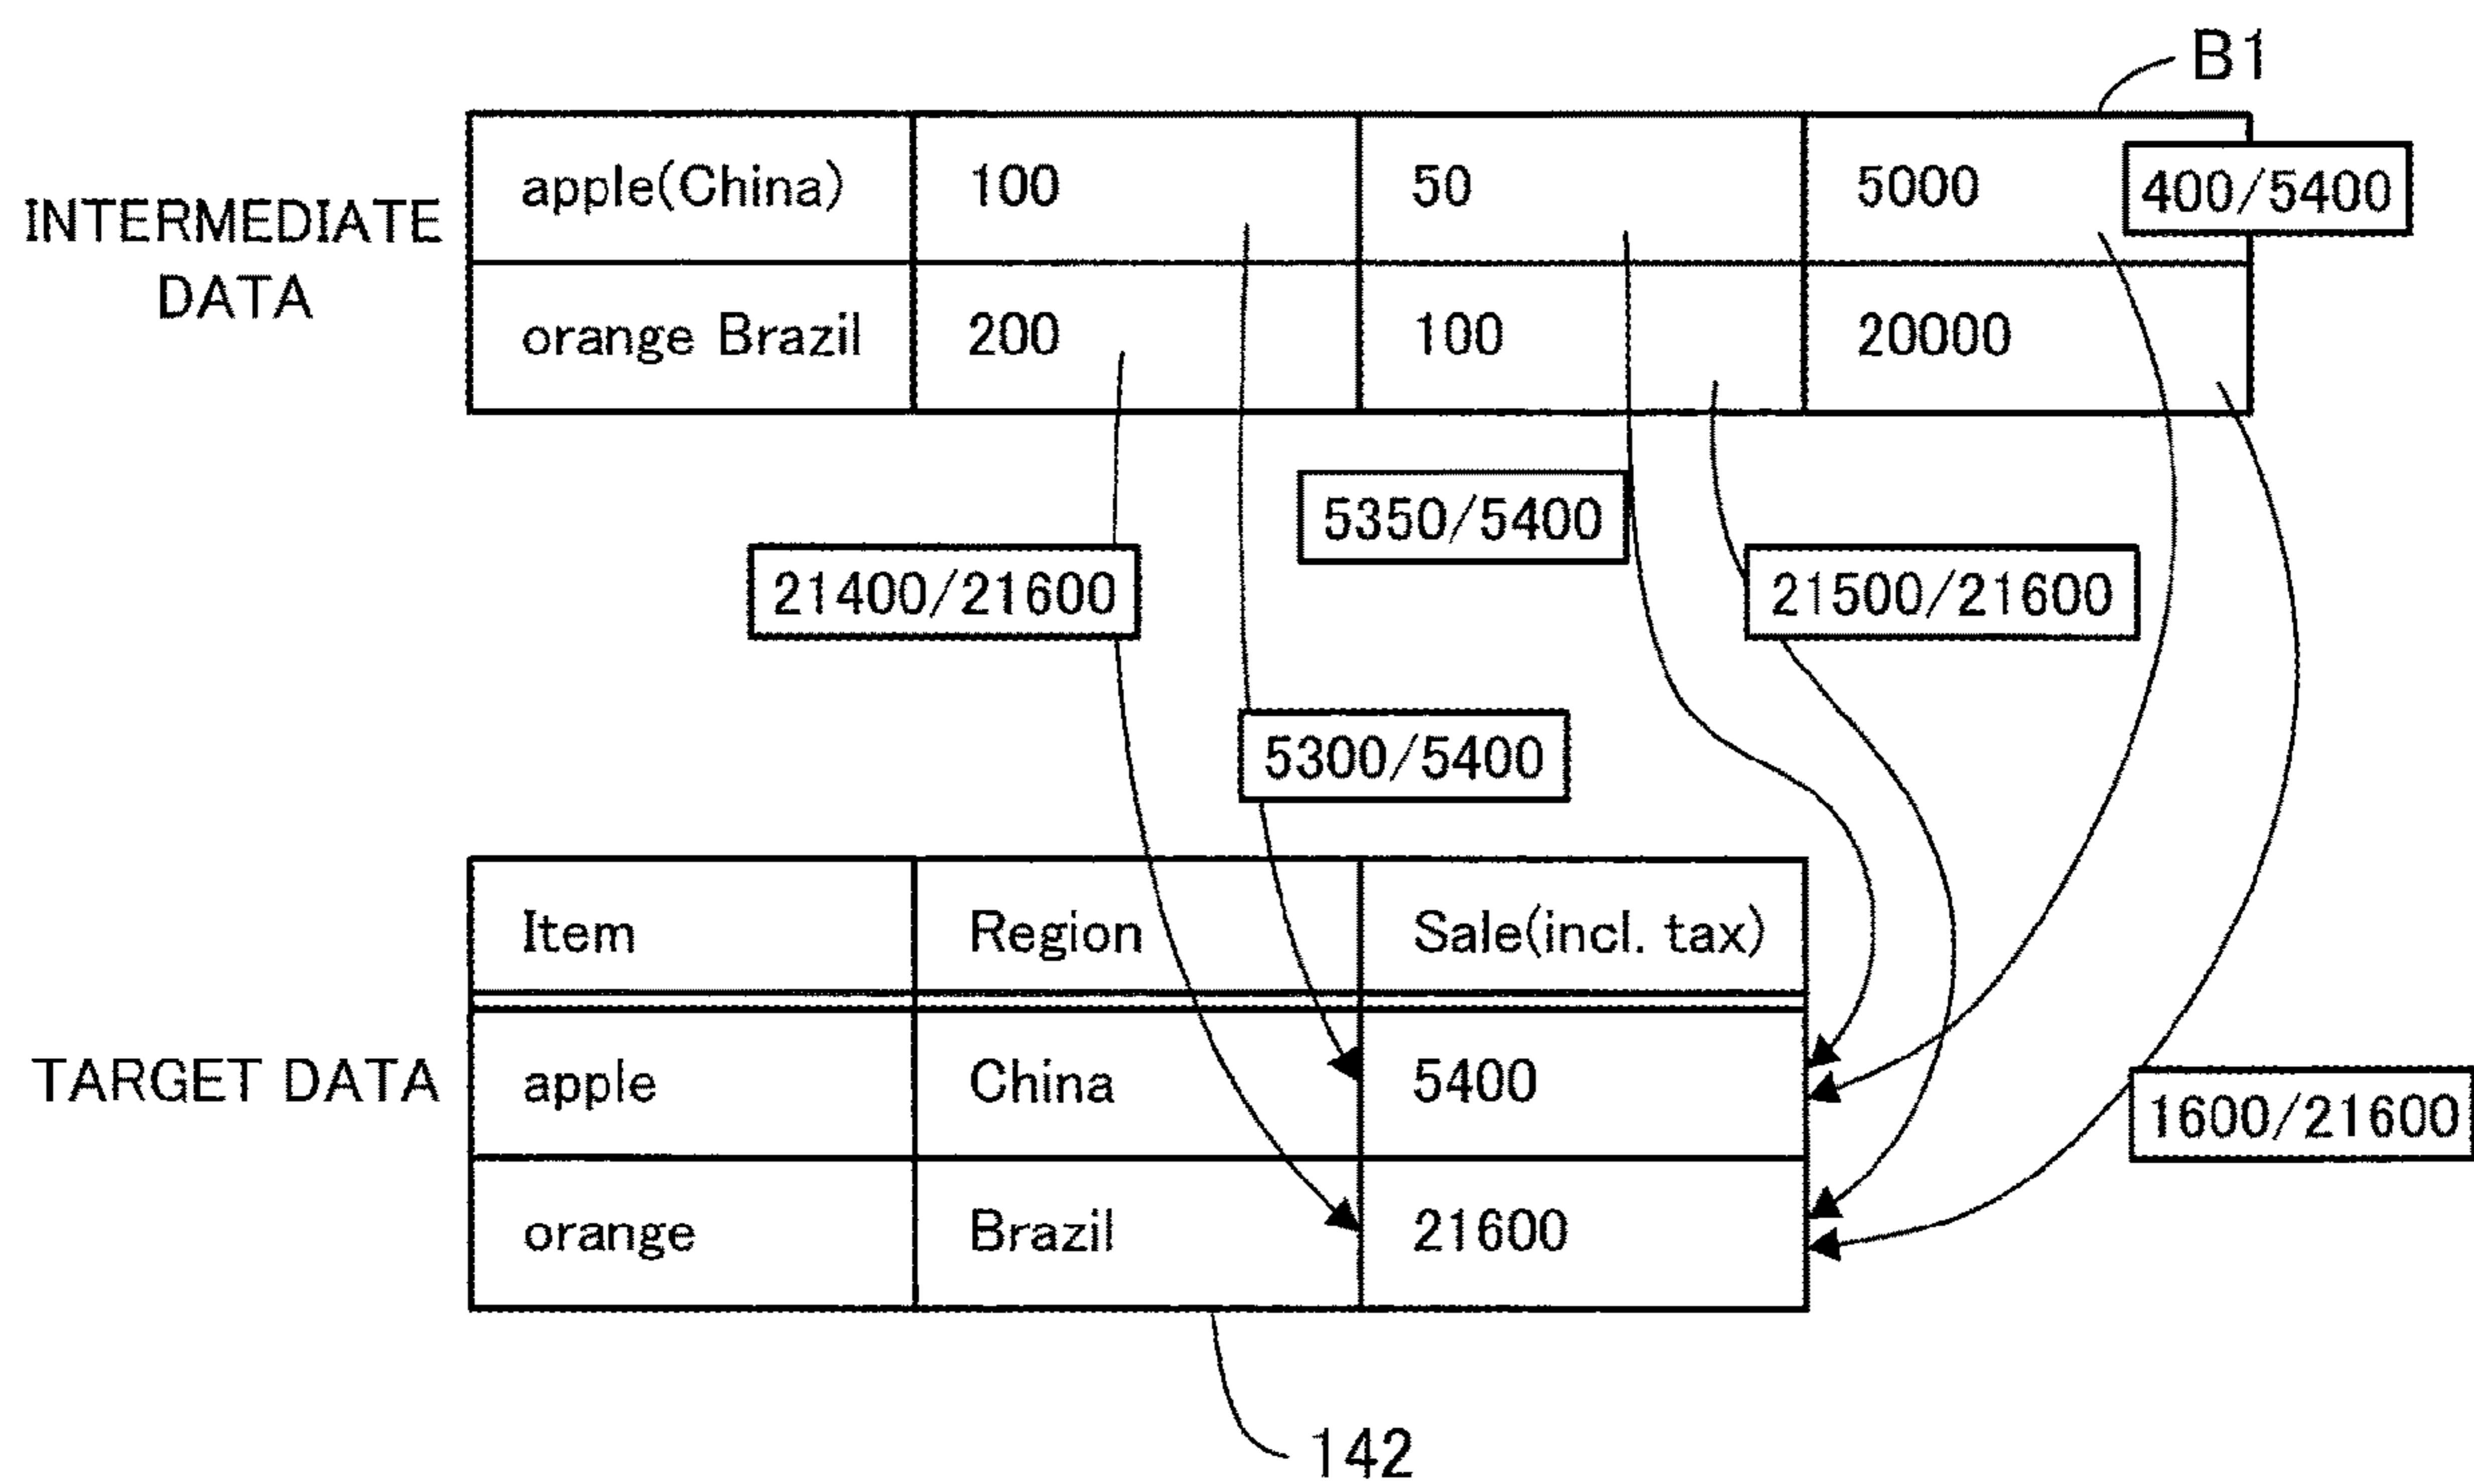 B1
INTERMEDIATE
DATA
apple(China) 100 50 5000 400/5400
orange Brazil 200 100 20000
5350/5400
21400/21600 21500/21600
5300/5400
Item Region Sale(incl. tax)
TARGET DATA
apple China 5400
1600/21600
orange Brazil 21600
142